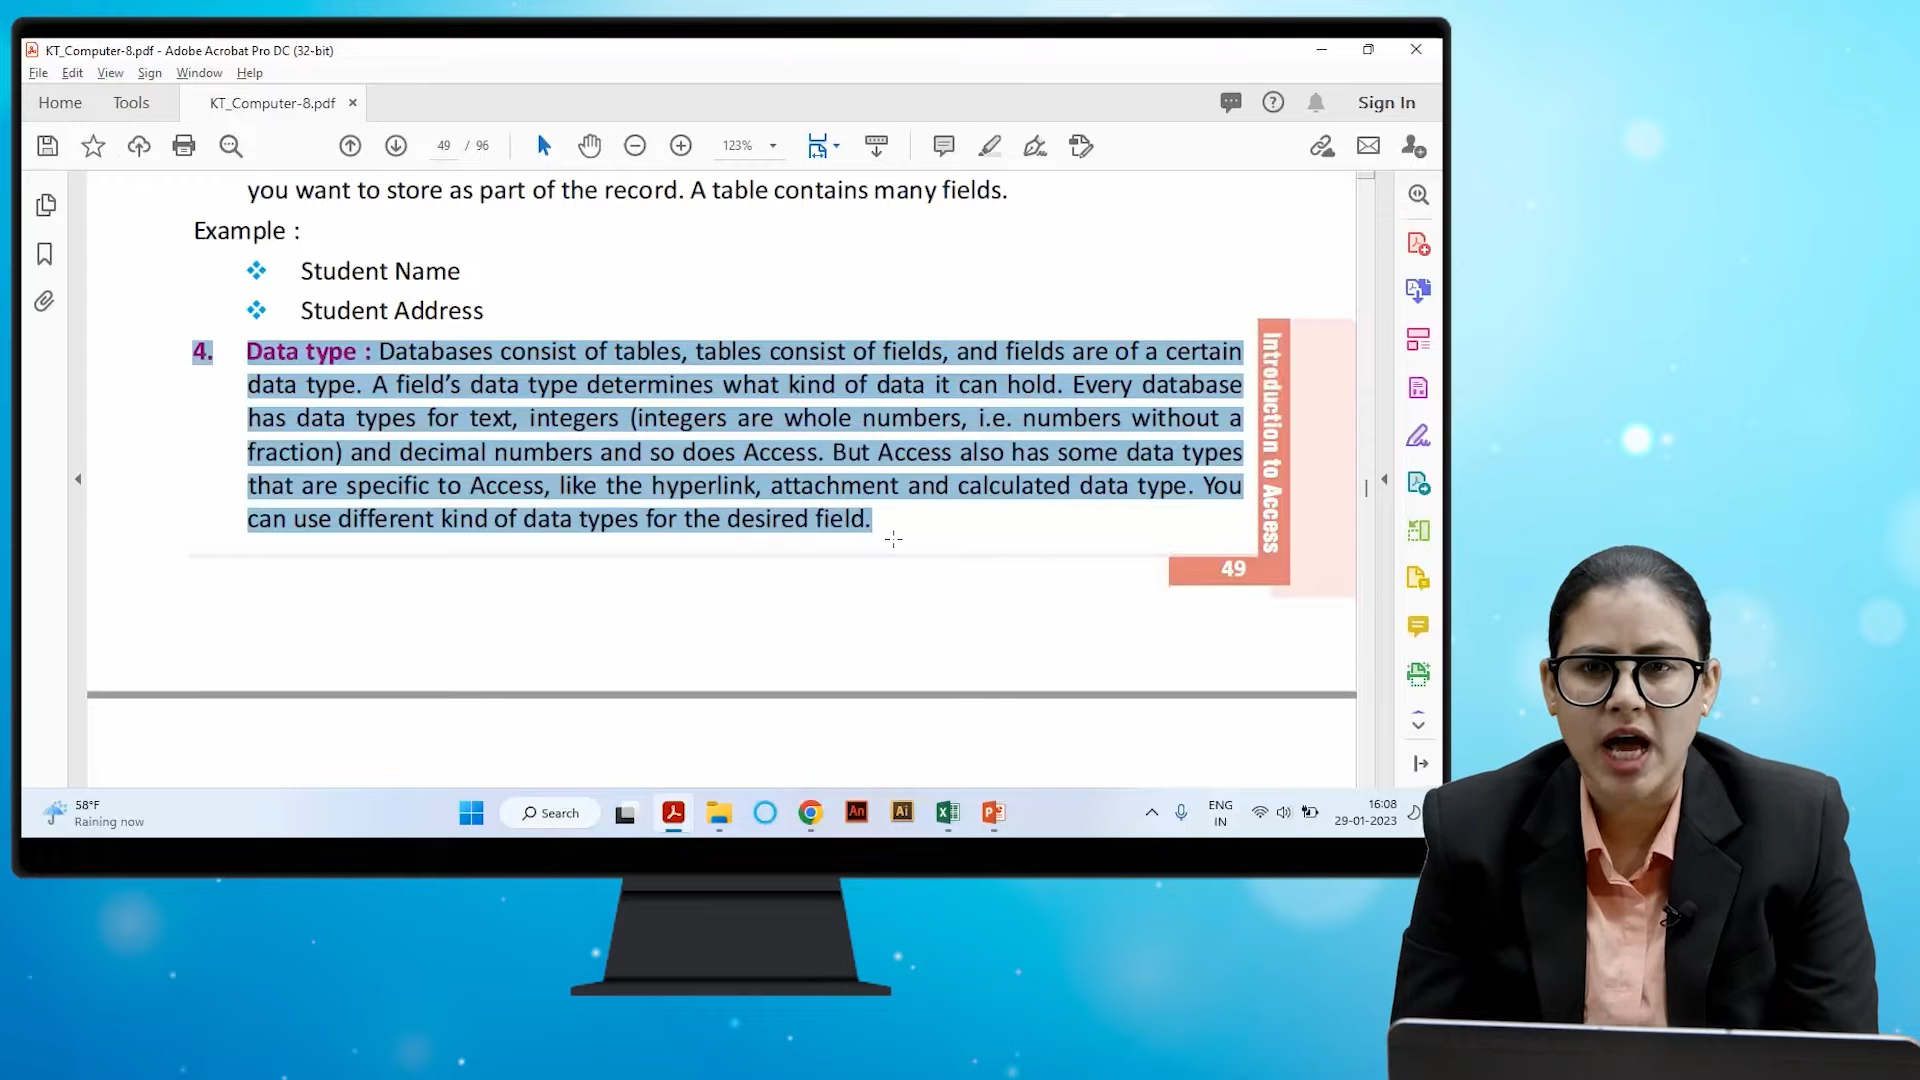 KT_Computer-8.pdf - Adobe Acrobat Pro DC (32-bit)
File Edit View Sign Window Help
Home Tools KT_Computer-8.pdf Sign In
49 / 96 123%
you want to store as part of the record. A table contains many fields.
Example :
Student Name
Student Address
4. Data type : Databases consist of tables, tables consist of fields, and fields are of a certain
data type. A field’s data type determines what kind of data it can hold. Every database
has data types for text, integers (integers are whole numbers, i.e. numbers without a
fraction) and decimal numbers and so does Access. But Access also has some data types
that are specific to Access, like the hyperlink, attachment and calculated data type. You
can use different kind of data types for the desired field.
Introduction to Access
49
58°F
Raining now
Search
An
Ai
ENG
IN
16:08
29-01-2023